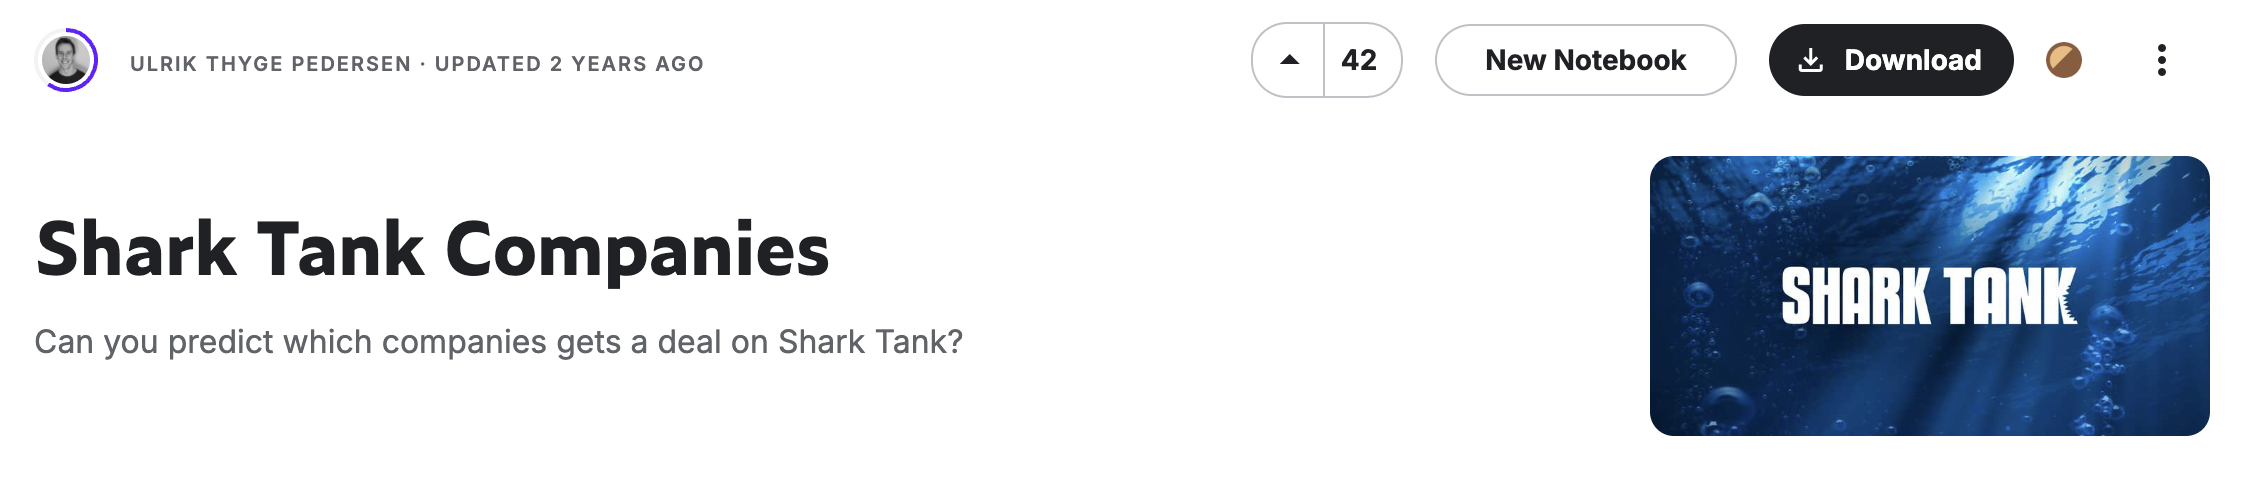 ULRIK THYGE PEDERSEN · UPDATED 2 YEARS AGO
42
New Notebook
Download
Shark Tank Companies
Can you predict which companies gets a deal on Shark Tank?
SHARK TANK